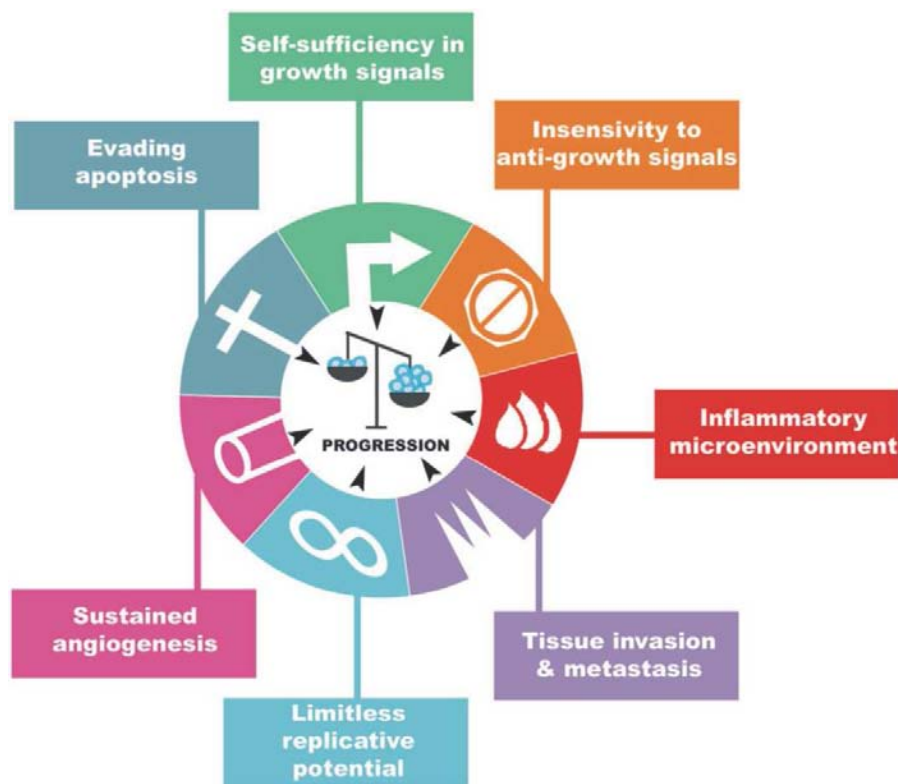 Self-sufficiency in
growth signals
Insensivity to
anti-growth signals
Evading
apoptosis
PROGRESSION
Inflammatory
microenvironment
Sustained
angiogenesis
Tissue invasion
& metastasis
Limitless
replicative
potential